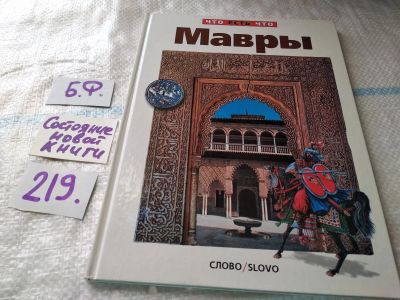 Б.Ф.
Состояние
новой
книги
219.
ЧТО ЕСТЬ ЧТО
Мавры
СЛОВО/SLOVO